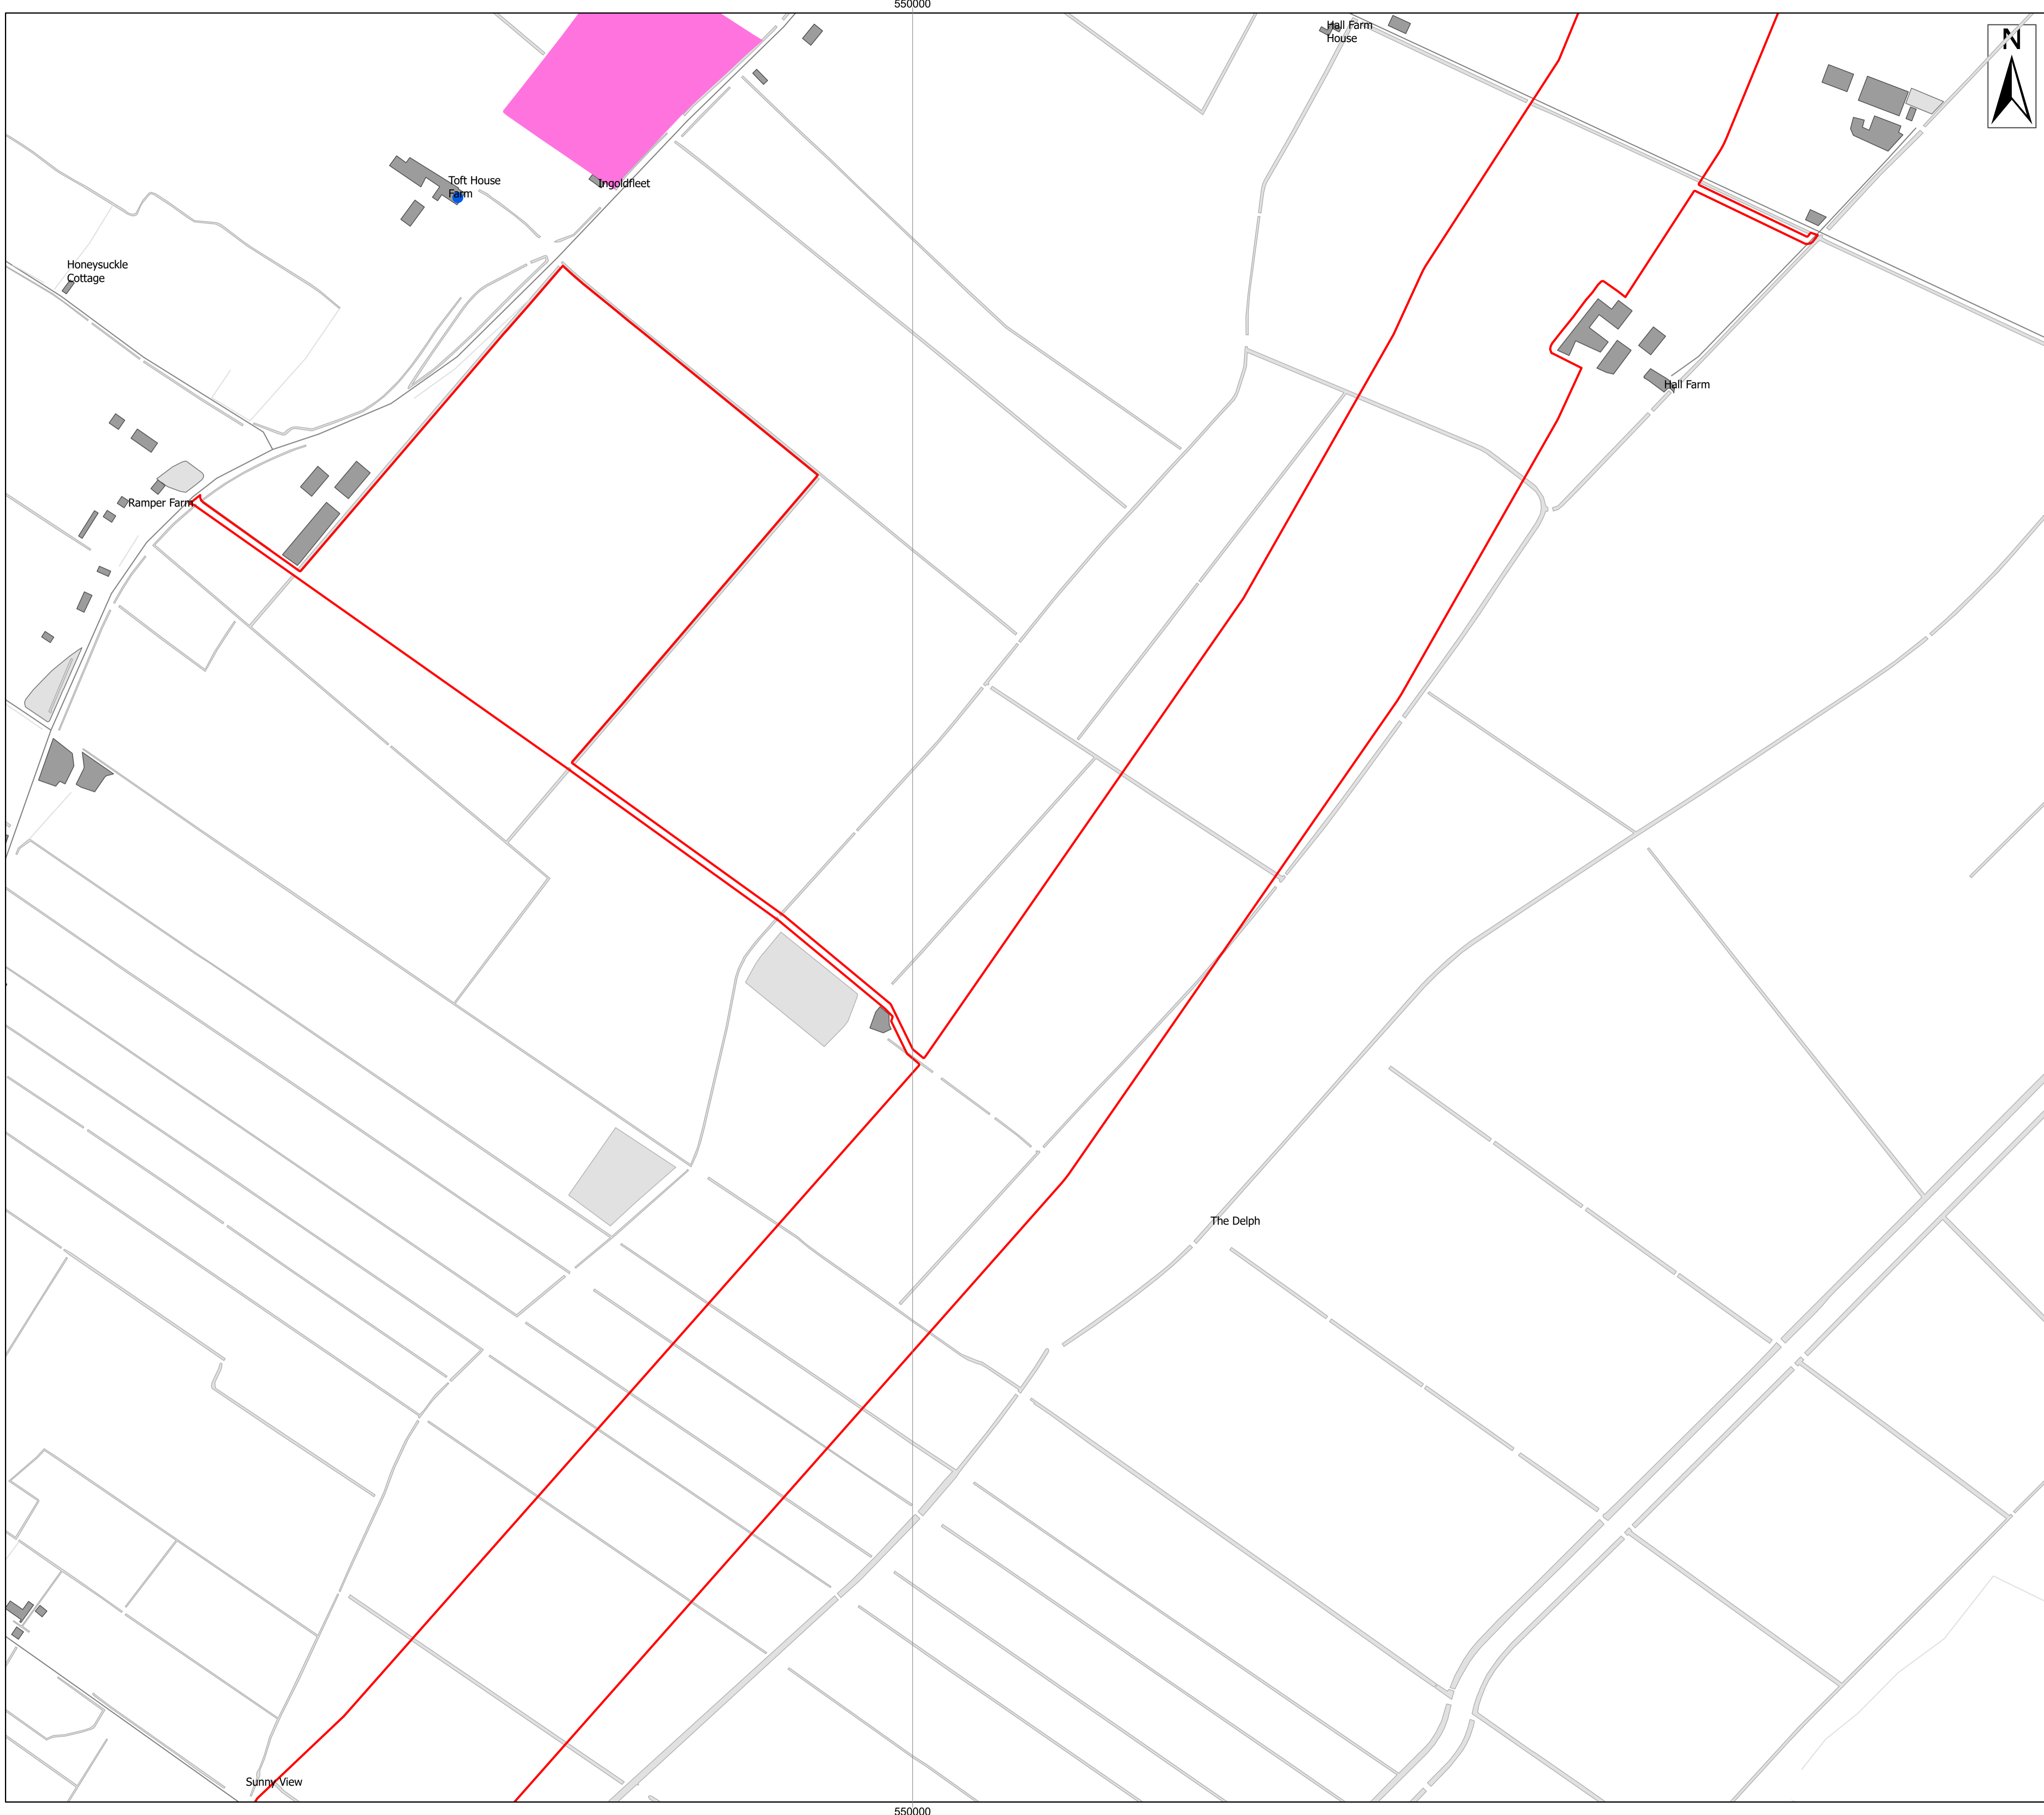 550000
Hall Farm
House
N
Toft House
Farm
Ingoldfleet
Honeysuckle
Cottage
Hall Farm
Ramper Farm
The Delph
Sunny View
550000